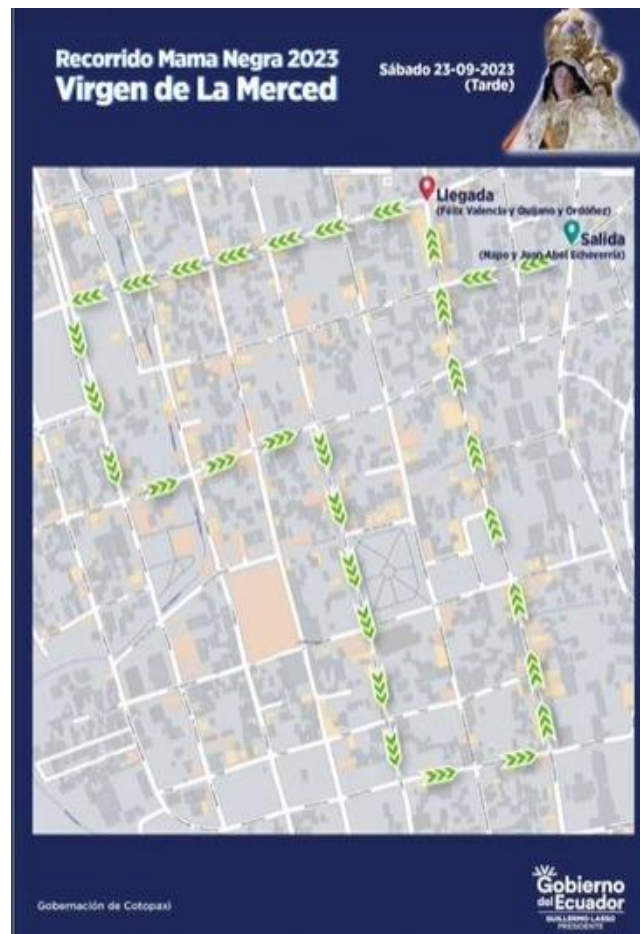 Recorrido Mama Negra 2023
Virgen de La Merced
Sábado 23-09-2023
(Tarde)
Llegada
(Félix Valencia y Quijano y Ordóñez)
Salida
(Napo y Juan Abel Echeverría)
Gobernación de Cotopaxi
Gobierno
del Ecuador
GUILLERMO LASSO
PRESIDENTE